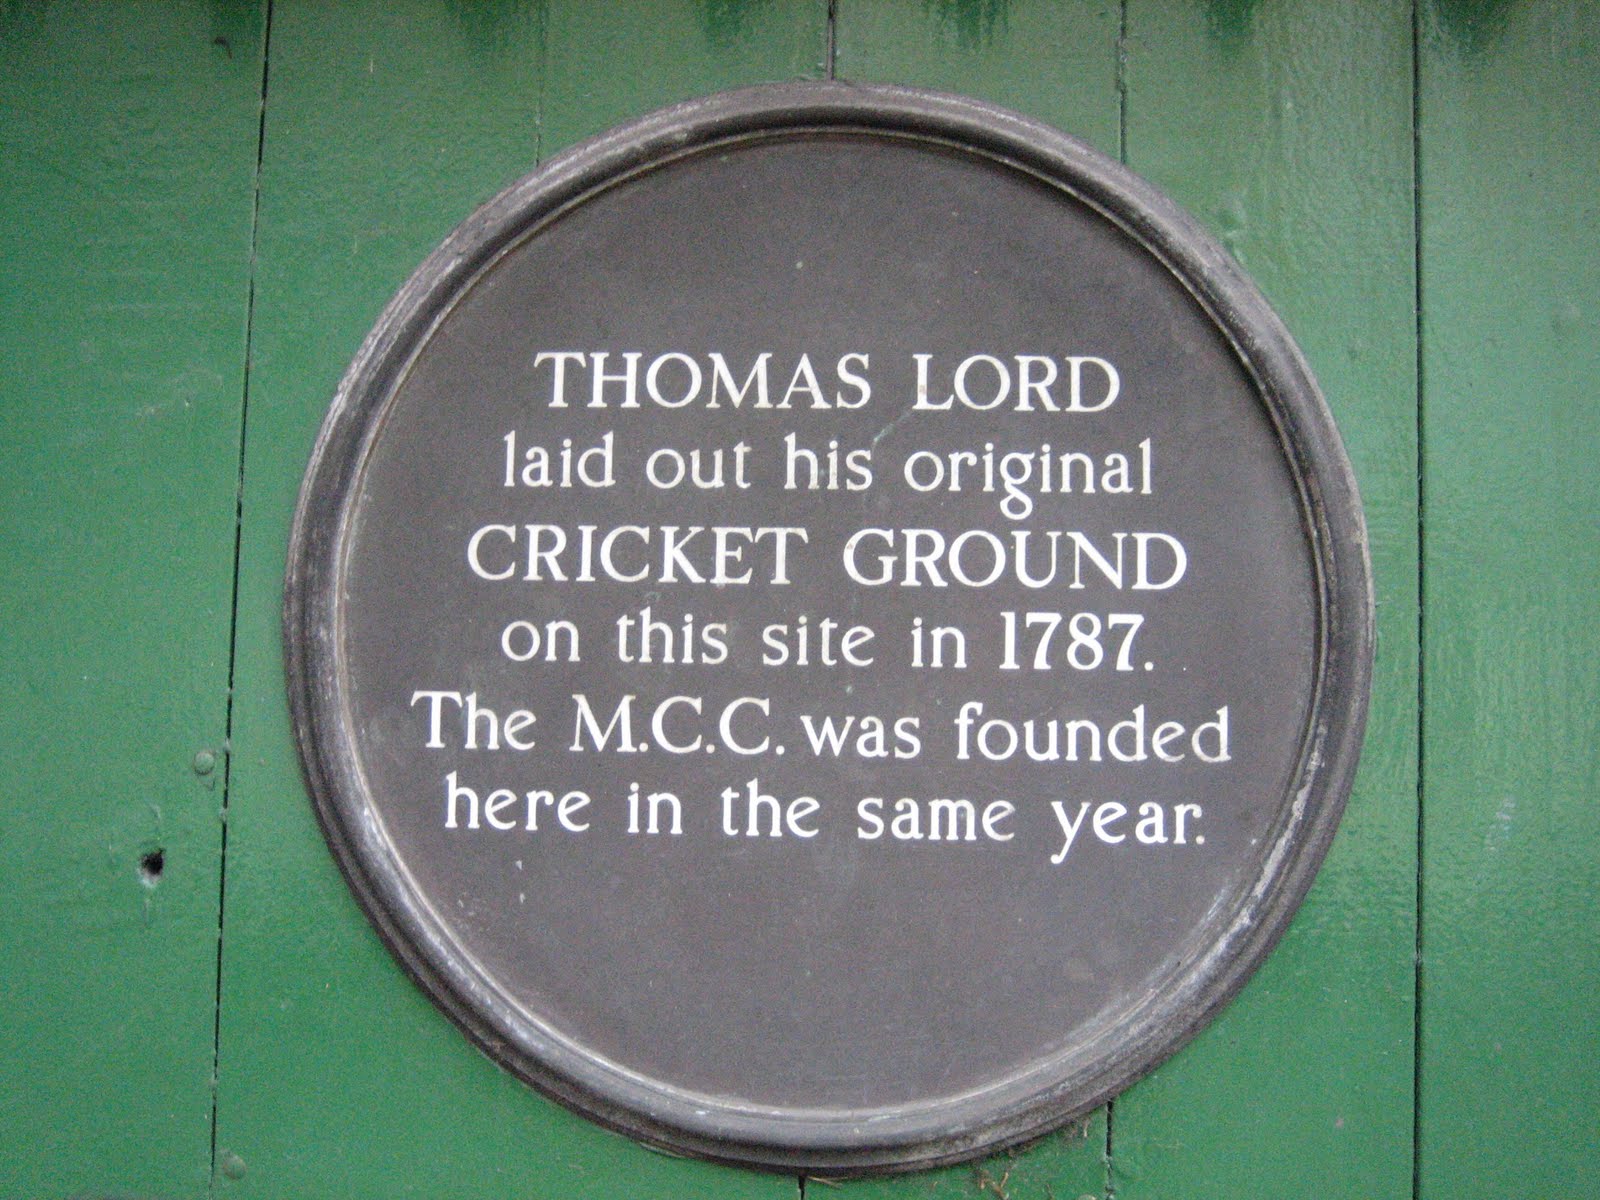 THOMAS LORD
laid out his original
CRICKET GROUND
on this site in 1787.
The M.C.C. was founded
here in the same year.